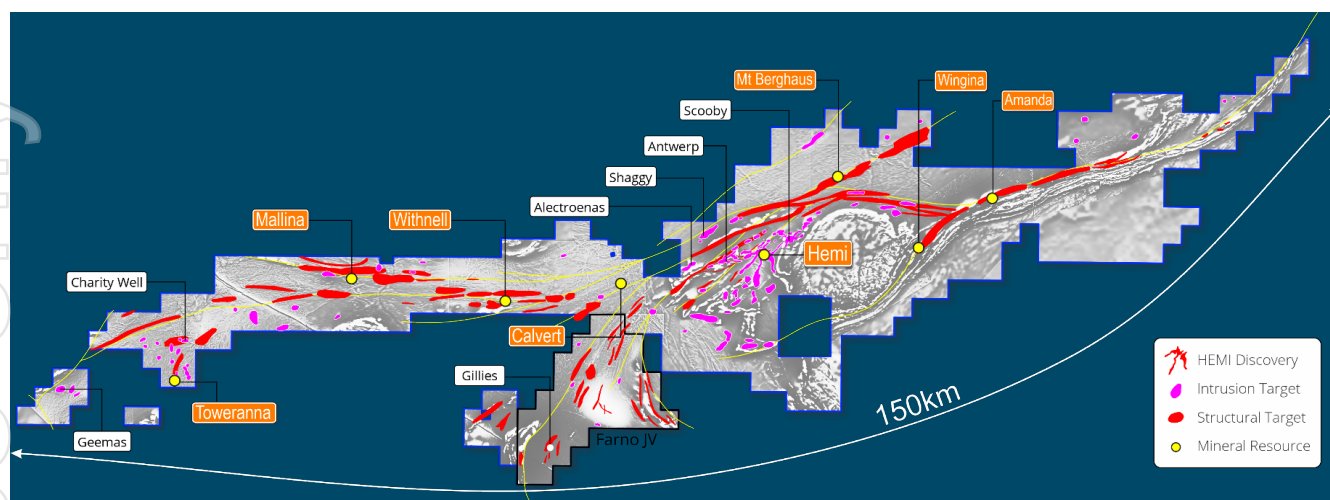 Mt Berghaus
Wingina
Scooby
Amanda
Antwerp
Shaggy
Alectroenas
Mallina
Withnell
Hemi
Charity Well
Calvert
Gillies
Toweranna
Geemas
Farno JV
150km
HEMI Discovery
Intrusion Target
Structural Target
Mineral Resource